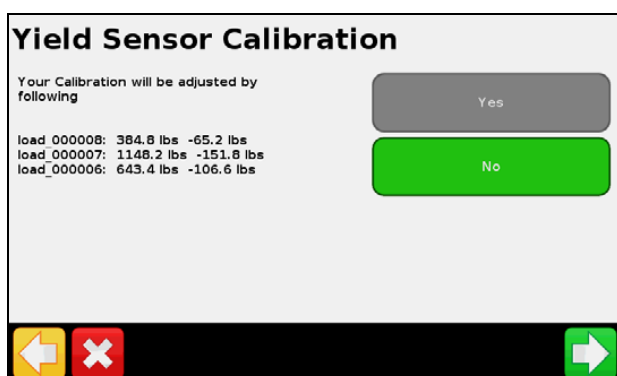 Yield Sensor Calibration
Your Calibration will be adjusted by
following
Yes
load_000008: 384.8 lbs -65.2 lbs
load_000007: 1148.2 lbs -151.8 lbs
load_000006: 643.4 lbs -106.6 lbs
No